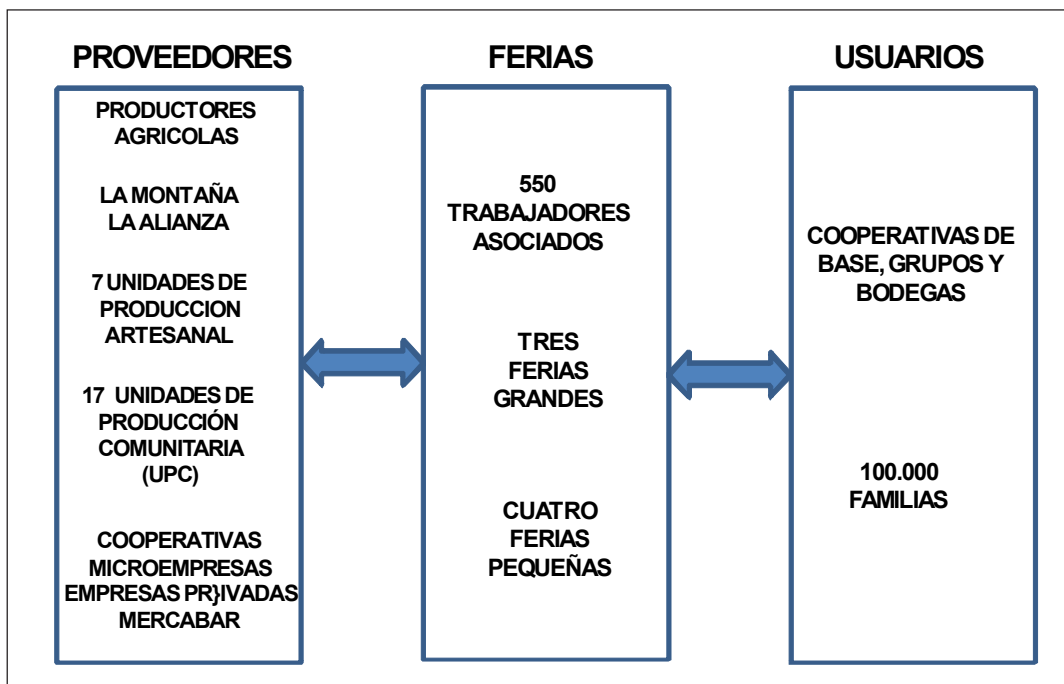 PROVEEDORES
PRODUCTORES
AGRICOLAS
LA MONTAÑA
LA ALIANZA
7 UNIDADES DE
PRODUCCION
ARTESANAL
17 UNIDADES DE
PRODUCCIÓN
COMUNITARIA
(UPC)
COOPERATIVAS
MICROEMPRESAS
EMPRESAS PR}IVADAS
MERCABAR
FERIAS
550
TRABAJADORES
ASOCIADOS
TRES
FERIAS
GRANDES
CUATRO
FERIAS
PEQUEÑAS
USUARIOS
COOPERATIVAS DE
BASE, GRUPOS Y
BODEGAS
100.000
FAMILIAS